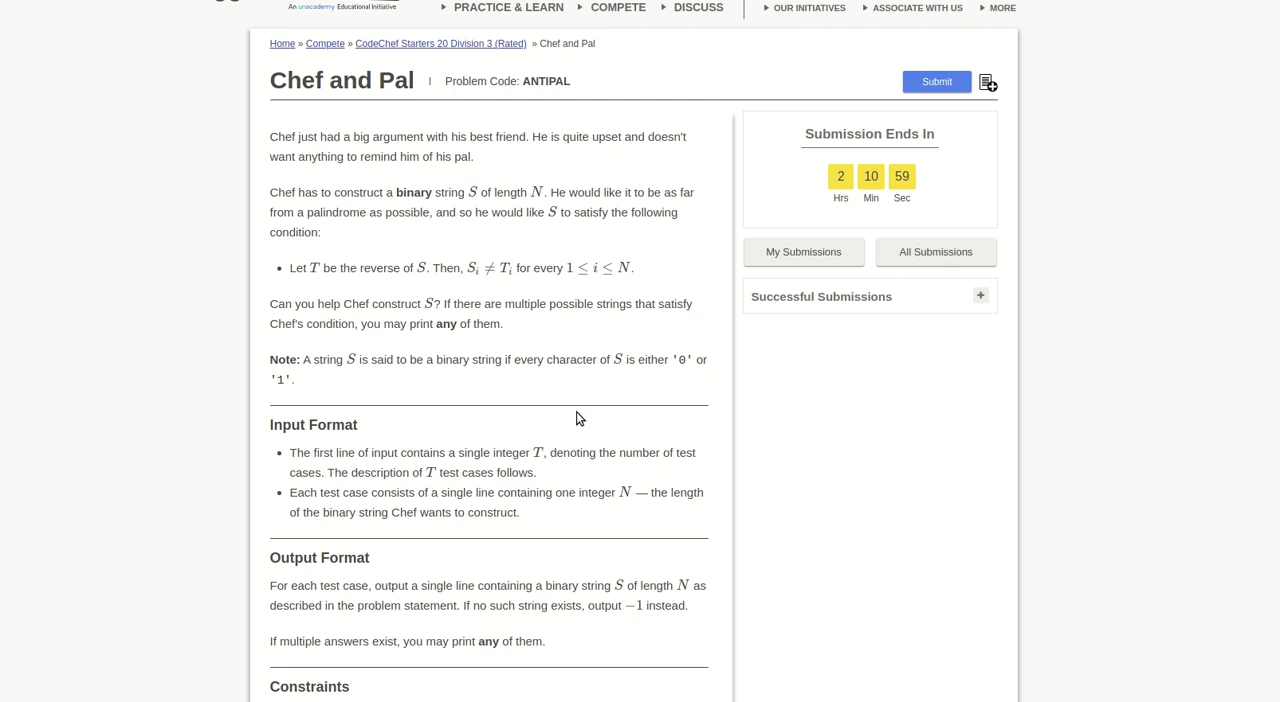 An unacademy Educational Initiative
PRACTICE & LEARN COMPETE DISCUSS OUR INITIATIVES ASSOCIATE WITH US MORE
Home » Compete » CodeChef Starters 20 Division 3 (Rated) » Chef and Pal
Chef and Pal | Problem Code: ANTIPAL Submit
Chef just had a big argument with his best friend. He is quite upset and doesn't
want anything to remind him of his pal.
Chef has to construct a binary string S of length N. He would like it to be as far
from a palindrome as possible, and so he would like S to satisfy the following
condition:
• Let T be the reverse of S. Then, S_i ≠ T_i for every 1 ≤ i ≤ N.
Can you help Chef construct S? If there are multiple possible strings that satisfy
Chef's condition, you may print any of them.
Note: A string S is said to be a binary string if every character of S is either '0' or
'1'.
Input Format
• The first line of input contains a single integer T, denoting the number of test
cases. The description of T test cases follows.
• Each test case consists of a single line containing one integer N — the length
of the binary string Chef wants to construct.
Output Format
For each test case, output a single line containing a binary string S of length N as
described in the problem statement. If no such string exists, output −1 instead.
If multiple answers exist, you may print any of them.
Constraints
Submission Ends In
2 10 59
Hrs Min Sec
My Submissions All Submissions
Successful Submissions +